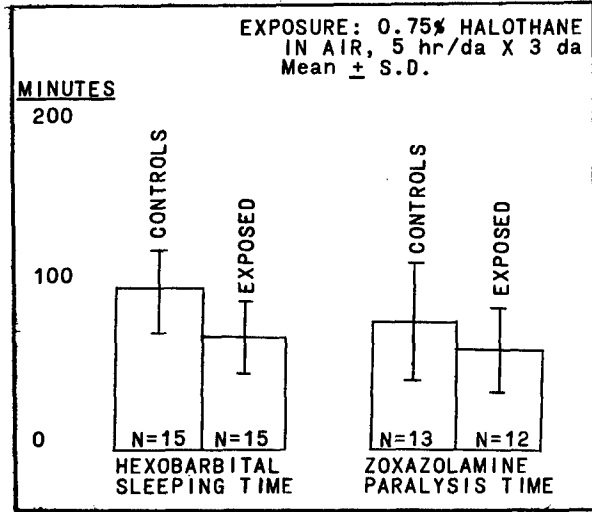 EXPOSURE: 0.75% HALOTHANE
IN AIR, 5 hr/da X 3 da
Mean ± S.D.
MINUTES
200
100
0
CONTROLS
EXPOSED
CONTROLS
EXPOSED
N=15
N=15
N=13
N=12
HEXOBARBITAL
SLEEPING TIME
ZOXAZOLAMINE
PARALYSIS TIME